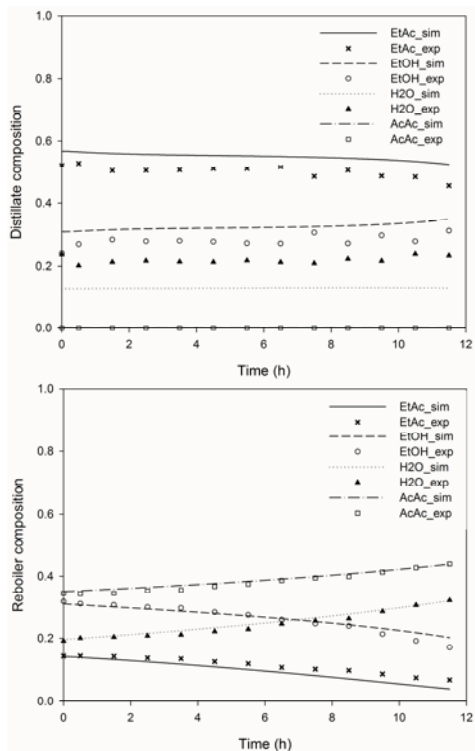 1.0
EtAc_sim
EtAc_exp
EtOH_sim
EtOH_exp
H2O_sim
H2O_exp
AcAc_sim
AcAc_exp
0.8
0.6
0.4
0.2
0.0
Distillate composition
0 2 4 6 8 10 12
Time (h)
1.0
EtAc_sim
EtAc_exp
EtOH_sim
EtOH_exp
H2O_sim
H2O_exp
AcAc_sim
AcAc_exp
0.8
0.6
0.4
0.2
0.0
Reboiler composition
0 2 4 6 8 10 12
Time (h)